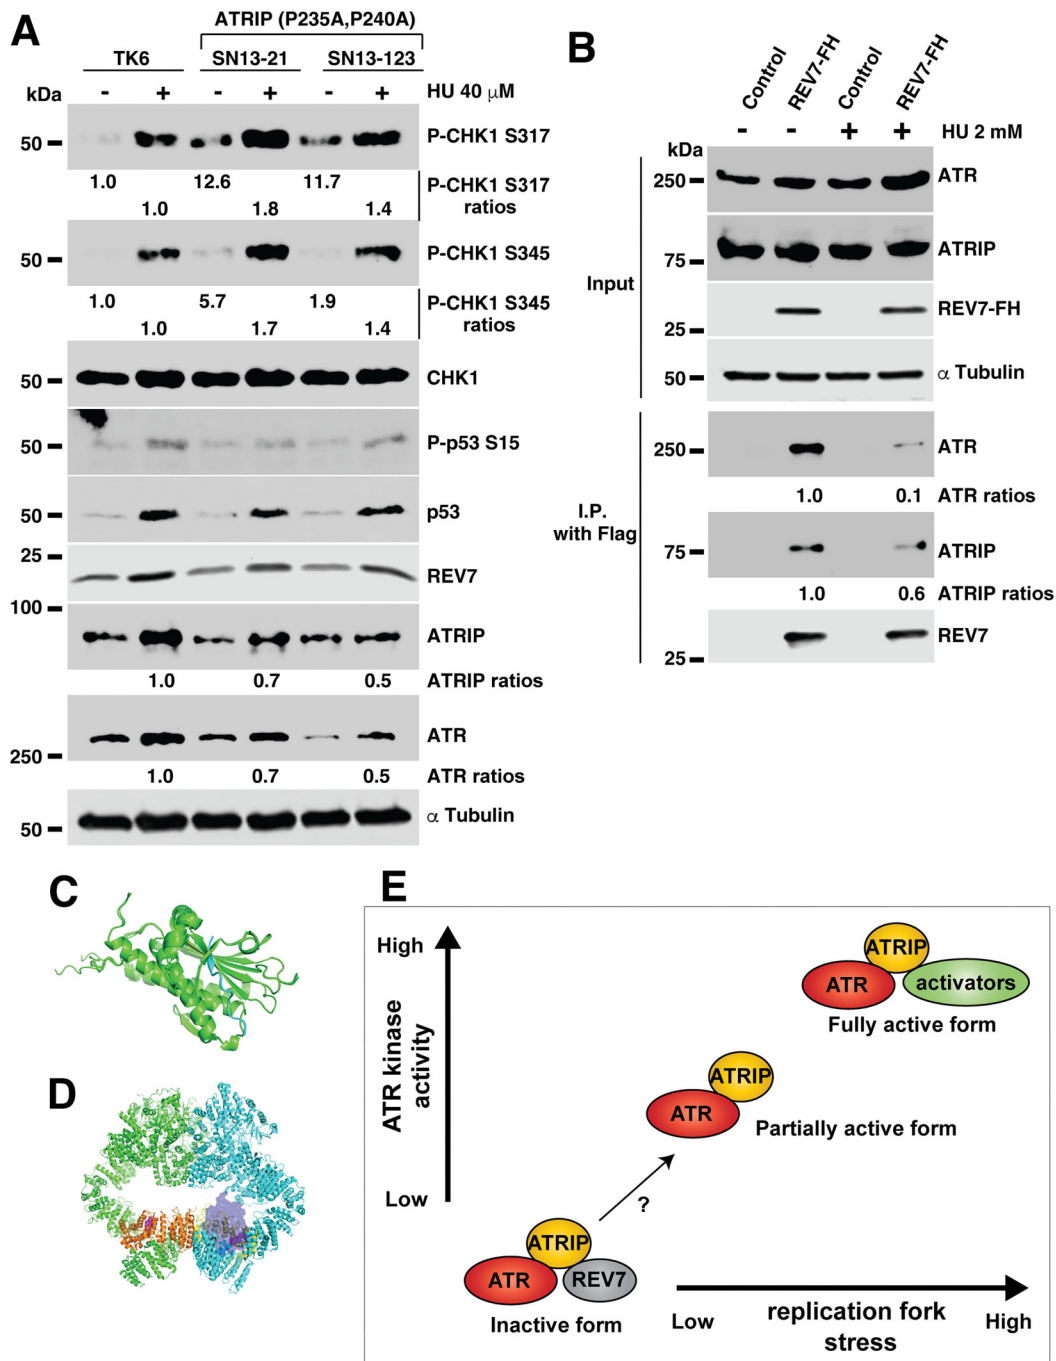 A
ATRIP (P235A,P240A)
TK6 SN13-21 SN13-123
kDa - + - + - + HU 40 μM
50 P-CHK1 S317
1.0 12.6 11.7 P-CHK1 S317
1.0 1.8 1.4 ratios
50 P-CHK1 S345
1.0 5.7 1.9 P-CHK1 S345
1.0 1.7 1.4 ratios
50 CHK1
50 P-p53 S15
50 p53
25 REV7
100 ATRIP
1.0 0.7 0.5 ATRIP ratios
ATR
250
1.0 0.7 0.5 ATR ratios
50 α Tubulin
B
Control REV7-FH Control REV7-FH
- - + + HU 2 mM
kDa
250 ATR
75 ATRIP
Input
REV7-FH
25
50 α Tubulin
250 ATR
1.0 0.1 ATR ratios
I.P.
with Flag
75 ATRIP
1.0 0.6 ATRIP ratios
REV7
25
C
D
E
High
ATR kinase
activity
Low
ATRIP
ATR activators
Fully active form
ATRIP
ATR
Partially active form
?
ATRIP
ATR REV7
Inactive form
Low replication fork High
stress